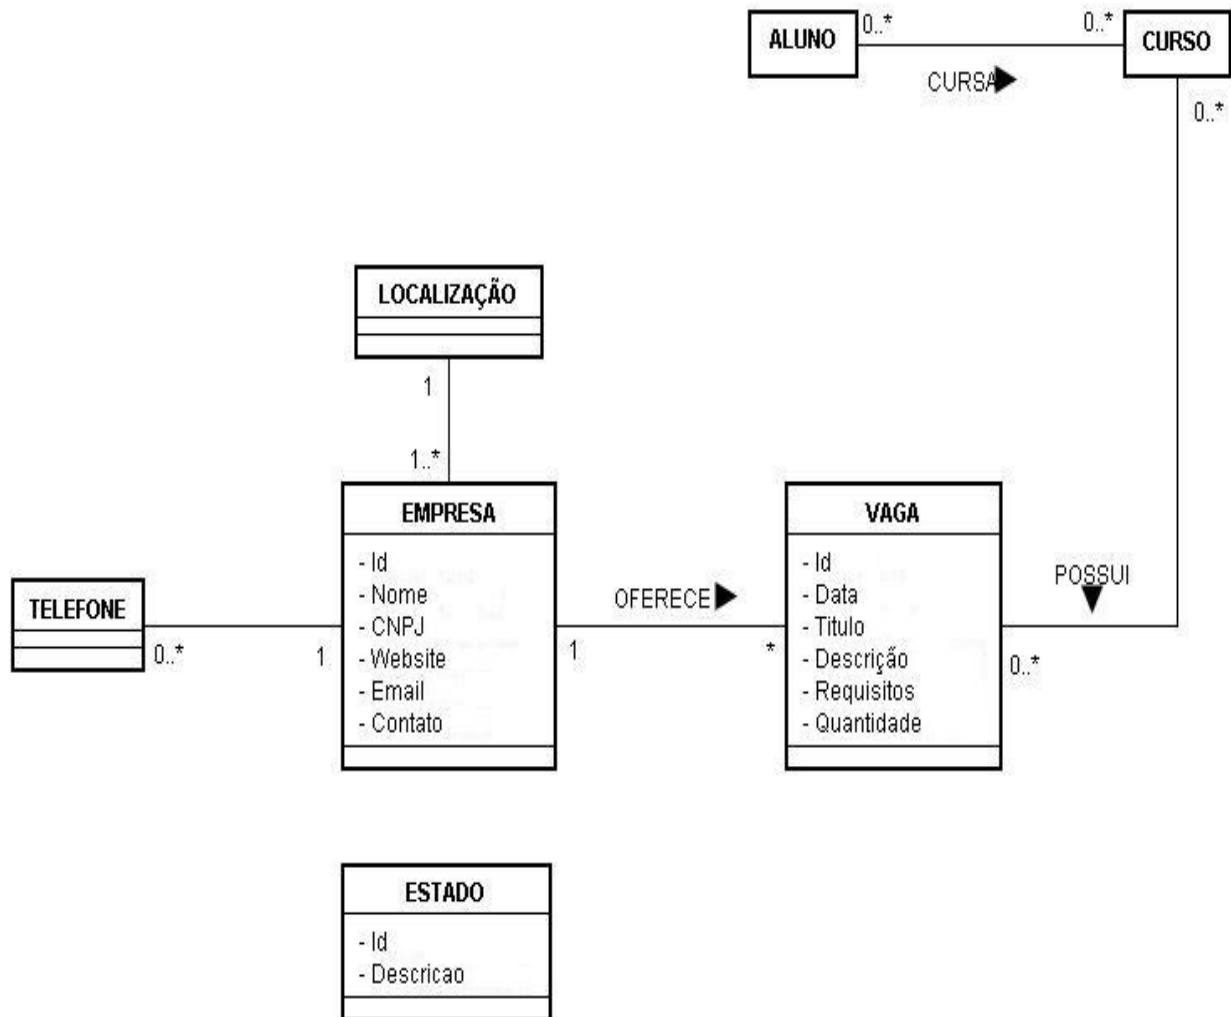 ALUNO
0..*
0..*
CURSO
CURSA
0..*
LOCALIZAÇÃO
1
1..*
EMPRESA
- Id
- Nome
- CNPJ
- Website
- Email
- Contato
TELEFONE
0..*
1
OFERECE
1
*
VAGA
- Id
- Data
- Titulo
- Descrição
- Requisitos
- Quantidade
POSSUI
0..*
ESTADO
- Id
- Descricao